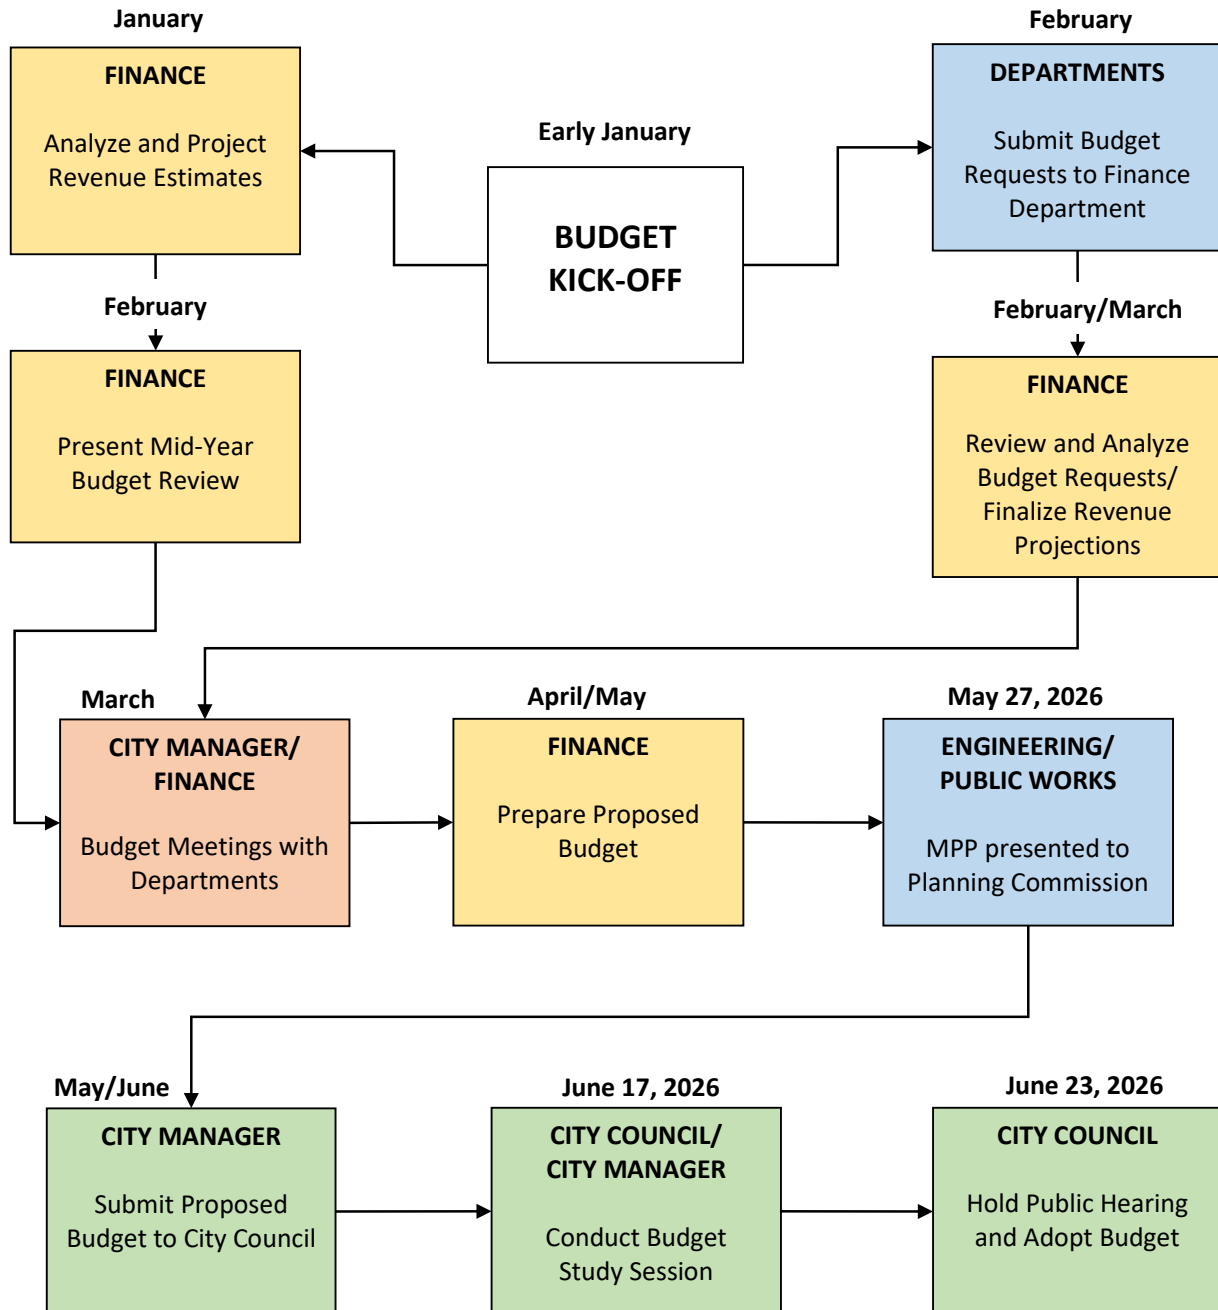 January
FINANCE
Analyze and Project
Revenue Estimates
Early January
BUDGET
KICK-OFF
February
DEPARTMENTS
Submit Budget
Requests to Finance
Department
February
FINANCE
Present Mid-Year
Budget Review
February/March
FINANCE
Review and Analyze
Budget Requests/
Finalize Revenue
Projections
March
CITY MANAGER/
FINANCE
Budget Meetings with
Departments
April/May
FINANCE
Prepare Proposed
Budget
May 27, 2026
ENGINEERING/
PUBLIC WORKS
MPP presented to
Planning Commission
May/June
CITY MANAGER
Submit Proposed
Budget to City Council
June 17, 2026
CITY COUNCIL/
CITY MANAGER
Conduct Budget
Study Session
June 23, 2026
CITY COUNCIL
Hold Public Hearing
and Adopt Budget